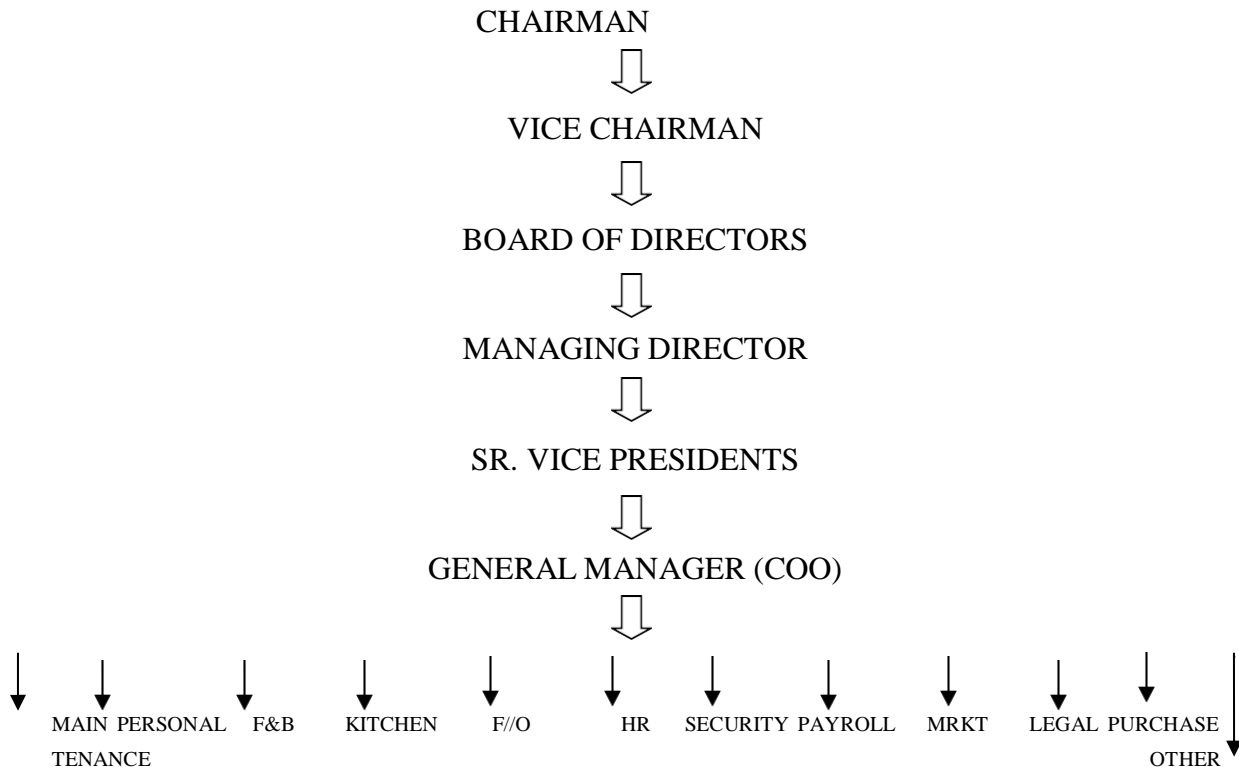 CHAIRMAN
VICE CHAIRMAN
BOARD OF DIRECTORS
MANAGING DIRECTOR
SR. VICE PRESIDENTS
GENERAL MANAGER (COO)
MAIN PERSONAL F&B KITCHEN F//O HR SECURITY PAYROLL MRKT LEGAL PURCHASE
TENANCE OTHER